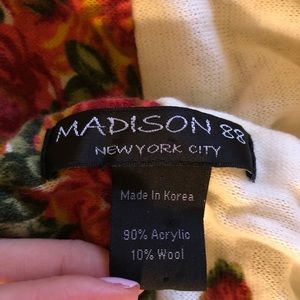 MADISON 88
NEW YORK CITY
Made In Korea
90% Acrylic
10% Wool